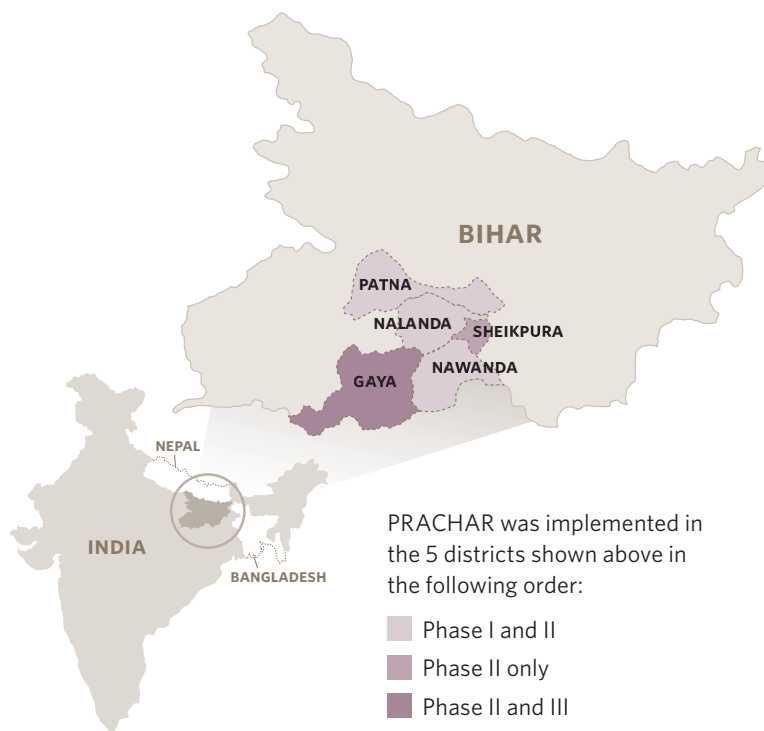 BIHAR
PATNA
NALANDA
SHEIKPURA
NAWANDA
GAYA
NEPAL
INDIA
BANGLADESH
PRACHAR was implemented in
the 5 districts shown above in
the following order:
Phase I and II
Phase II only
Phase II and III